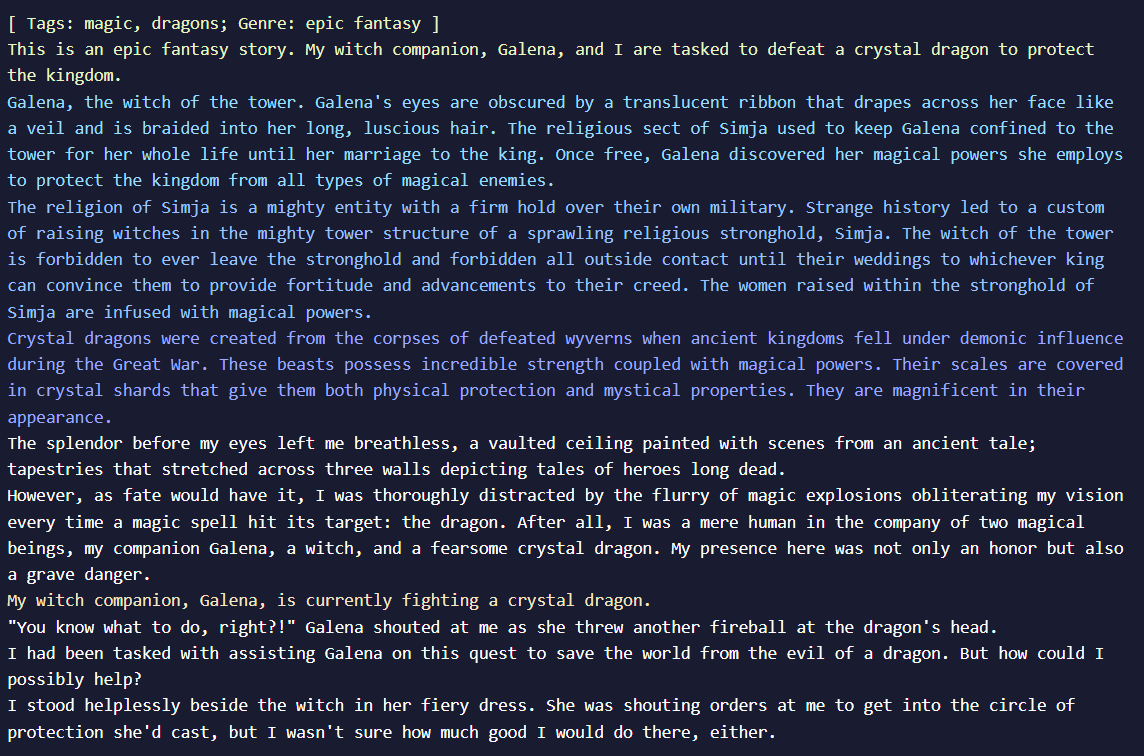 [ Tags: magic, dragons; Genre: epic fantasy ]
This is an epic fantasy story. My witch companion, Galena, and I are tasked to defeat a crystal dragon to protect
the kingdom.
Galena, the witch of the tower. Galena's eyes are obscured by a translucent ribbon that drapes across her face like
a veil and is braided into her long, luscious hair. The religious sect of Simja used to keep Galena confined to the
tower for her whole life until her marriage to the king. Once free, Galena discovered her magical powers she employs
to protect the kingdom from all types of magical enemies.
The religion of Simja is a mighty entity with a firm hold over their own military. Strange history led to a custom
of raising witches in the mighty tower structure of a sprawling religious stronghold, Simja. The witch of the tower
is forbidden to ever leave the stronghold and forbidden all outside contact until their weddings to whichever king
can convince them to provide fortitude and advancements to their creed. The women raised within the stronghold of
Simja are infused with magical powers.
Crystal dragons were created from the corpses of defeated wyverns when ancient kingdoms fell under demonic influence
during the Great War. These beasts possess incredible strength coupled with magical powers. Their scales are covered
in crystal shards that give them both physical protection and mystical properties. They are magnificent in their
appearance.
The splendor before my eyes left me breathless, a vaulted ceiling painted with scenes from an ancient tale;
tapestries that stretched across three walls depicting tales of heroes long dead.
However, as fate would have it, I was thoroughly distracted by the flurry of magic explosions obliterating my vision
every time a magic spell hit its target: the dragon. After all, I was a mere human in the company of two magical
beings, my companion Galena, a witch, and a fearsome crystal dragon. My presence here was not only an honor but also
a grave danger.
My witch companion, Galena, is currently fighting a crystal dragon.
"You know what to do, right?!" Galena shouted at me as she threw another fireball at the dragon's head.
I had been tasked with assisting Galena on this quest to save the world from the evil of a dragon. But how could I
possibly help?
I stood helplessly beside the witch in her fiery dress. She was shouting orders at me to get into the circle of
protection she'd cast, but I wasn't sure how much good I would do there, either.